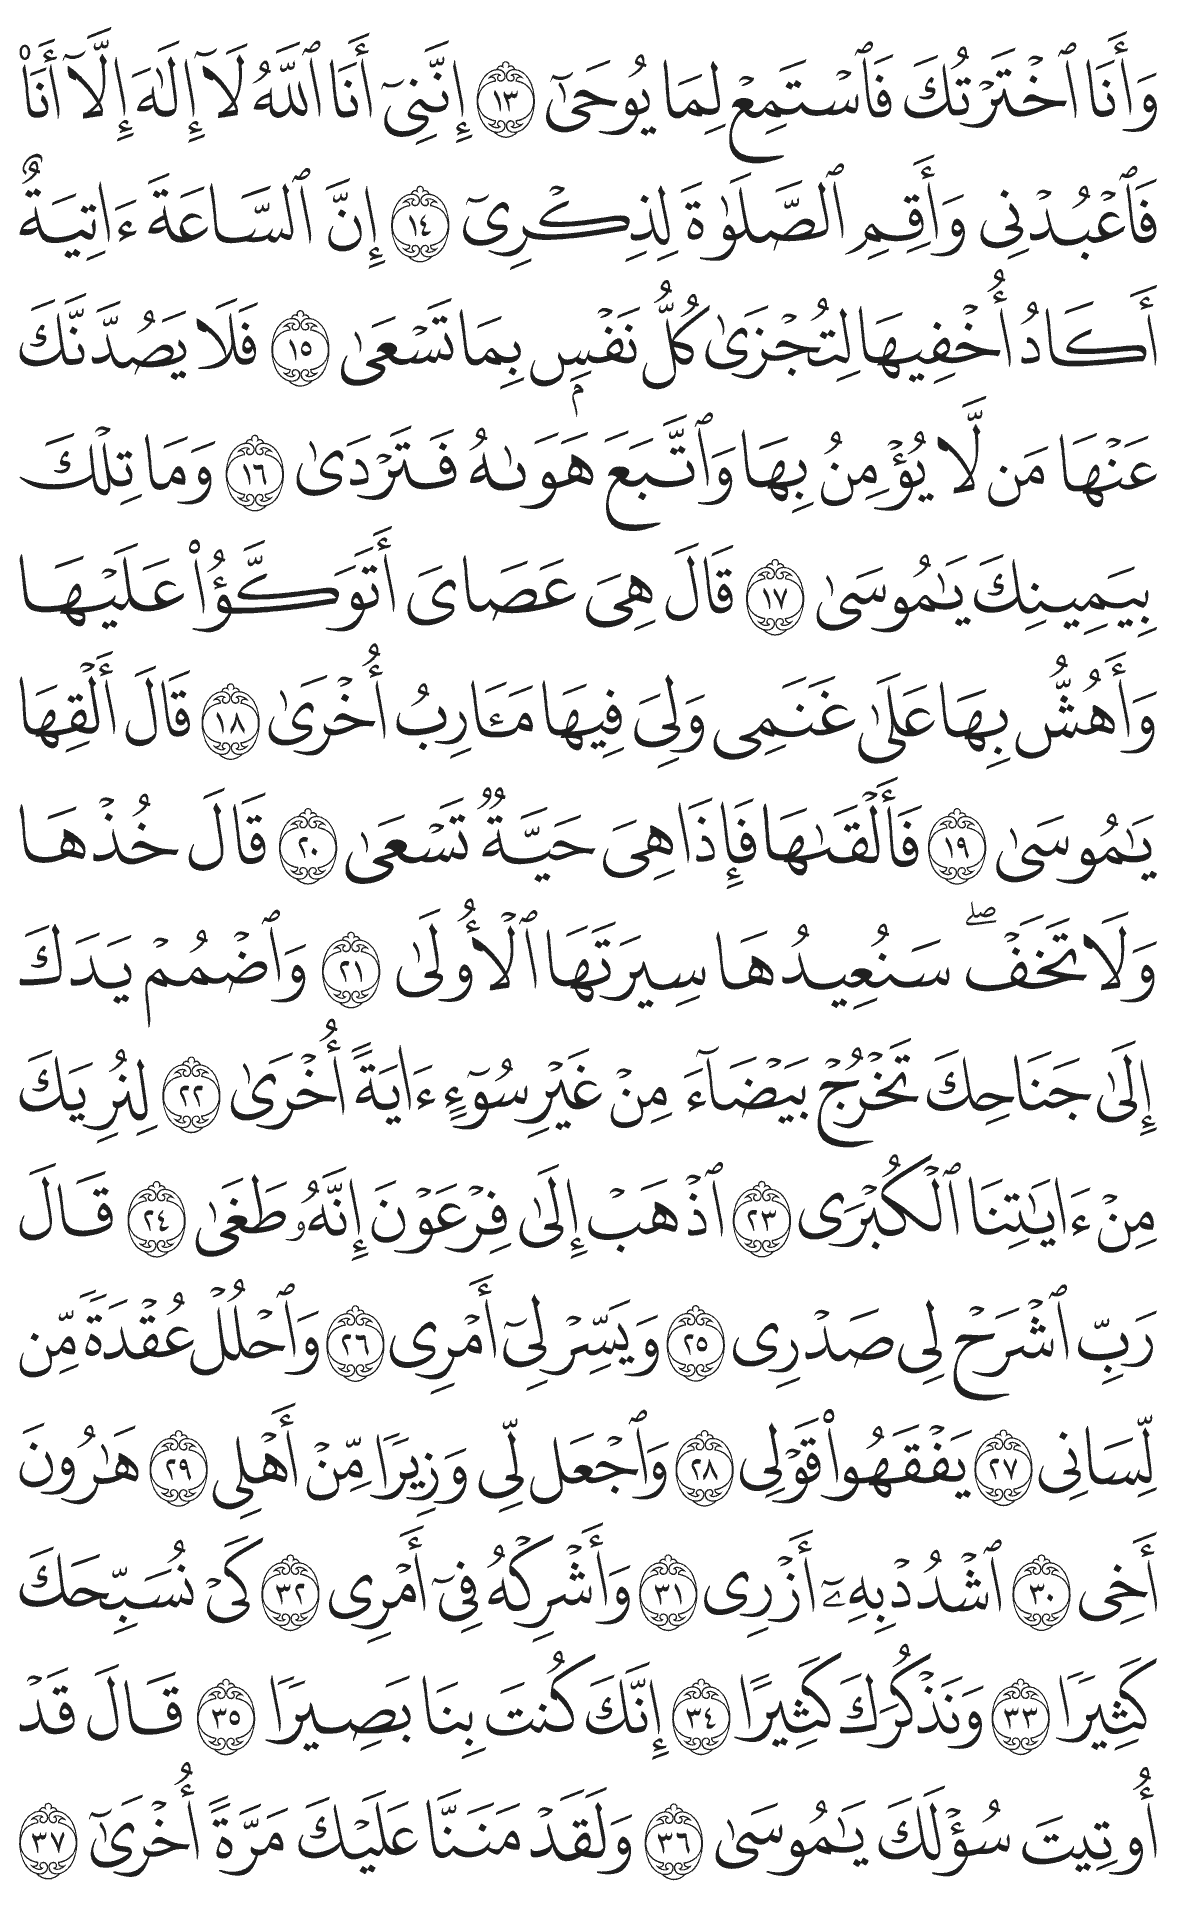 وَأَنَا ٱخْتَرْتُكَ فَٱسْتَمِعْ لِمَا يُوحَىٰٓ ١٣ إِنَّنِىٓ أَنَا ٱللَّهُ لَآ إِلَـٰهَ إِلَّآ أَنَا۠
فَٱعْبُدْنِى وَأَقِمِ ٱلصَّلَوٰةَ لِذِكْرِىٓ ١٤ إِنَّ ٱلسَّاعَةَ ءَاتِيَةٌ
أَكَادُ أُخْفِيهَا لِتُجْزَىٰ كُلُّ نَفْسٍۭ بِمَا تَسْعَىٰ ١٥ فَلَا يَصُدَّنَّكَ
عَنْهَا مَن لَّا يُؤْمِنُ بِهَا وَٱتَّبَعَ هَوَىٰهُ فَتَرْدَىٰ ١٦ وَمَا تِلْكَ
بِيَمِينِكَ يَـٰمُوسَىٰ ١٧ قَالَ هِىَ عَصَاىَ أَتَوَكَّؤُا۟ عَلَيْهَا
وَأَهُشُّ بِهَا عَلَىٰ غَنَمِى وَلِىَ فِيهَا مَـَٔارِبُ أُخْرَىٰ ١٨ قَالَ أَلْقِهَا
يَـٰمُوسَىٰ ١٩ فَأَلْقَىٰهَا فَإِذَا هِىَ حَيَّةٌ تَسْعَىٰ ٢٠ قَالَ خُذْهَا
وَلَا تَخَفْ ۖ سَنُعِيدُهَا سِيرَتَهَا ٱلْأُولَىٰ ٢١ وَٱضْمُمْ يَدَكَ
إِلَىٰ جَنَاحِكَ تَخْرُجْ بَيْضَآءَ مِنْ غَيْرِ سُوٓءٍ ءَايَةً أُخْرَىٰ ٢٢ لِنُرِيَكَ
مِنْ ءَايَـٰتِنَا ٱلْكُبْرَى ٢٣ ٱذْهَبْ إِلَىٰ فِرْعَوْنَ إِنَّهُۥ طَغَىٰ ٢٤ قَالَ
رَبِّ ٱشْرَحْ لِى صَدْرِى ٢٥ وَيَسِّرْ لِىٓ أَمْرِى ٢٦ وَٱحْلُلْ عُقْدَةً مِّن
لِّسَانِى ٢٧ يَفْقَهُوا۟ قَوْلِى ٢٨ وَٱجْعَل لِّى وَزِيرًا مِّنْ أَهْلِى ٢٩ هَـٰرُونَ
أَخِى ٣٠ ٱشْدُدْ بِهِۦٓ أَزْرِى ٣١ وَأَشْرِكْهُ فِىٓ أَمْرِى ٣٢ كَىْ نُسَبِّحَكَ
كَثِيرًا ٣٣ وَنَذْكُرَكَ كَثِيرًا ٣٤ إِنَّكَ كُنتَ بِنَا بَصِيرًا ٣٥ قَالَ قَدْ
أُوتِيتَ سُؤْلَكَ يَـٰمُوسَىٰ ٣٦ وَلَقَدْ مَنَنَّا عَلَيْكَ مَرَّةً أُخْرَىٰٓ ٣٧